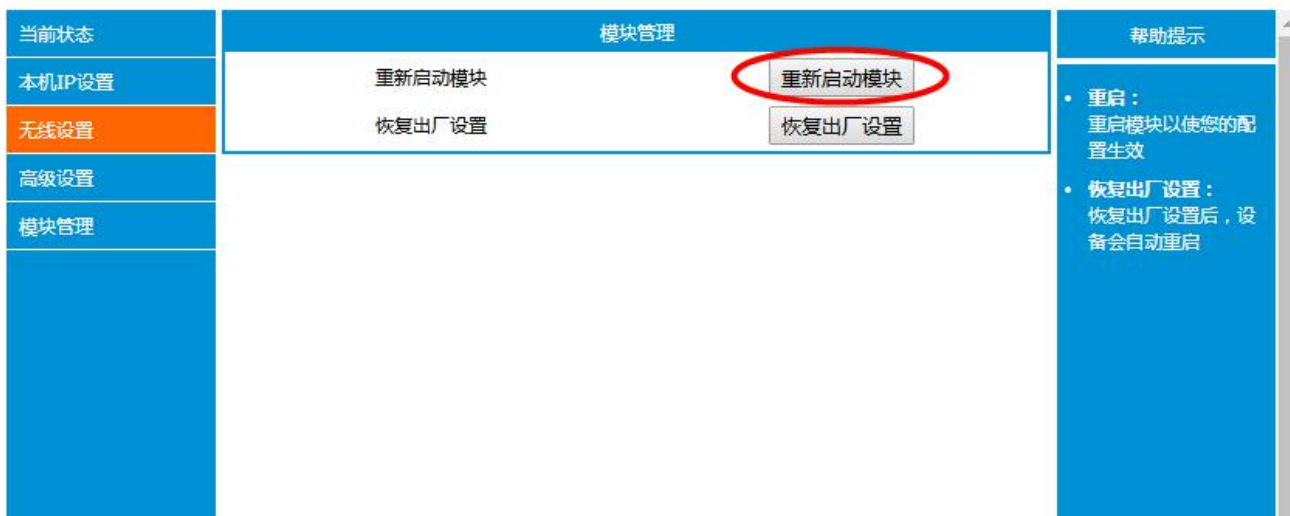 当前状态
本机IP设置
无线设置
高级设置
模块管理
模块管理
重新启动模块
重新启动模块
恢复出厂设置
恢复出厂设置
帮助提示
• 重启：
重启模块以使您的配
置生效
• 恢复出厂设置：
恢复出厂设置后，设
备会自动重启